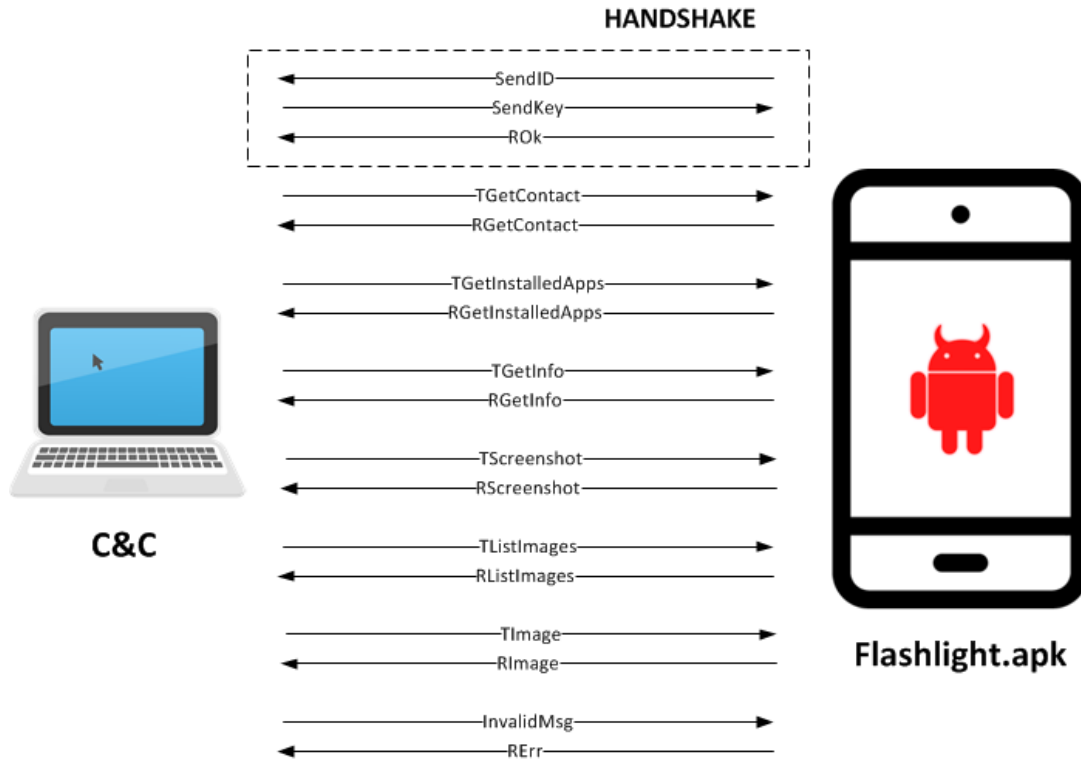 HANDSHAKE
SendID
SendKey
ROk
TGetContact
RGetContact
TGetInstalledApps
RGetInstalledApps
TGetInfo
RGetInfo
TScreenshot
RScreenshot
C&C
TListImages
RListImages
TImage
RImage
Flashlight.apk
InvalidMsg
RErr